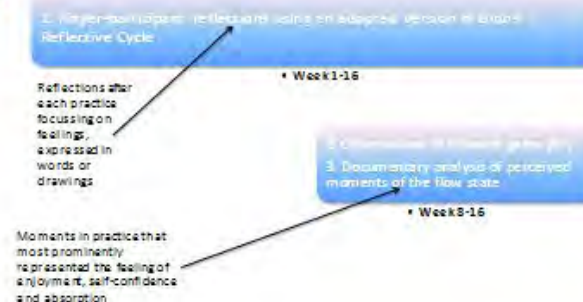 1. Player-participant reflections using an adapted version of
Reflective Cycle
• Week 1-16
Reflections after
each practice
focussing on
feelings,
expressed in
words or
drawings
3. Documentary analysis of perceived
moments of the flow state
• Week 8-16
Moments in practice that
most prominently
represented the feeling of
enjoyment, self-confidence
and absorption